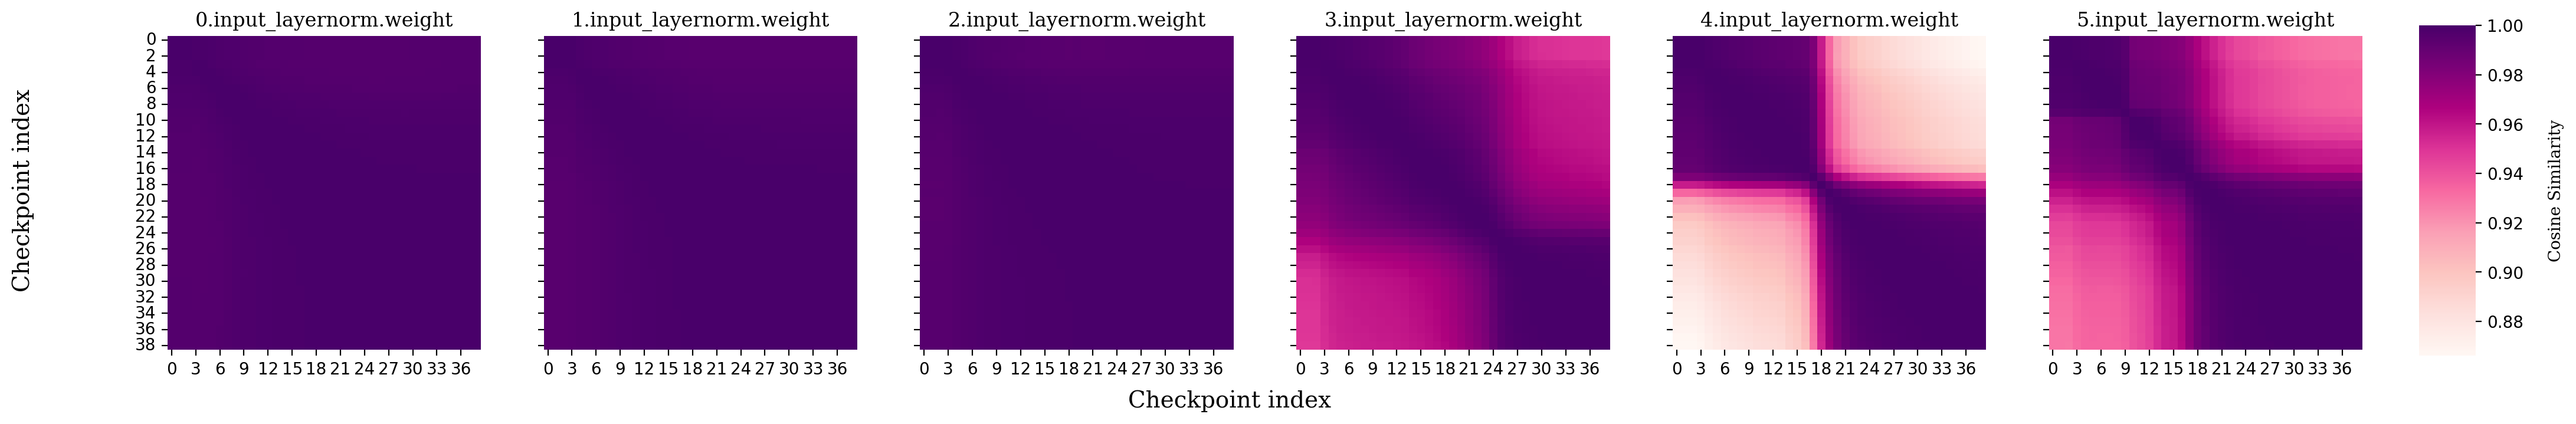 0.input_layernorm.weight
1.input_layernorm.weight
2.input_layernorm.weight
3.input_layernorm.weight
4.input_layernorm.weight
5.input_layernorm.weight
Checkpoint index
0
2
4
6
8
10
12
14
16
18
20
22
24
26
28
30
32
34
36
38
0 3 6 9 12 15 18 21 24 27 30 33 36
0 3 6 9 12 15 18 21 24 27 30 33 36
0 3 6 9 12 15 18 21 24 27 30 33 36
0 3 6 9 12 15 18 21 24 27 30 33 36
0 3 6 9 12 15 18 21 24 27 30 33 36
0 3 6 9 12 15 18 21 24 27 30 33 36
Checkpoint index
1.00
0.98
0.96
0.94
0.92
0.90
0.88
Cosine Similarity